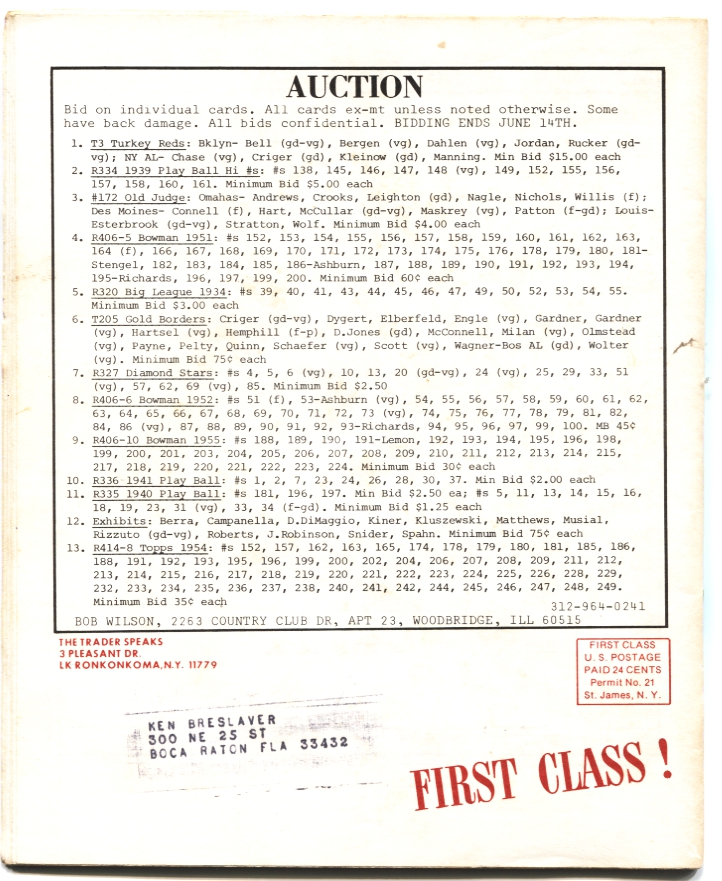 AUCTION
Bid on individual cards. All cards ex-mt unless noted otherwise. Some
have back damage. All bids confidential. BIDDING ENDS JUNE 14TH.
1. T3 Turkey Reds: Bklyn- Bell (gd-vg), Bergen (vg), Dahlen (vg), Jordan, Rucker (gd-
vg); NY AL- Chase (vg), Criger (gd), Kleinow (gd), Manning. Min Bid $15.00 each
2. R334 1939 Play Ball Hi #s: #s 138, 145, 146, 147, 148 (vg), 149, 152, 155, 156,
157, 158, 160, 161. Minimum Bid $5.00 each
3. #172 Old Judge: Omahas- Andrews, Crooks, Leighton (gd), Nagle, Nichols, Willis (f);
Des Moines- Connell (f), Hart, McCullar (gd-vg), Maskrey (vg), Patton (f-gd); Louis-
Esterbrook (gd-vg), Stratton, Wolf. Minimum Bid $4.00 each
4. R406-5 Bowman 1951: #s 152, 153, 154, 155, 156, 157, 158, 159, 160, 161, 162, 163,
164 (f), 166, 167, 168, 169, 170, 171, 172, 173, 174, 175, 176, 178, 179, 180, 181-
Stengel, 182, 183, 184, 185, 186-Ashburn, 187, 188, 189, 190, 191, 192, 193, 194,
195-Richards, 196, 197, 199, 200. Minimum Bid 60¢ each
5. R320 Big League 1934: #s 39, 40, 41, 43, 44, 45, 46, 47, 49, 50, 52, 53, 54, 55.
Minimum Bid $3.00 each
6. T205 Gold Borders: Criger (gd-vg), Dygert, Elberfeld, Engle (vg), Gardner, Gardner
(vg), Hartsel (vg), Hemphill (f-p), D.Jones (gd), McConnell, Milan (vg), Olmstead
(vg), Payne, Pelty, Quinn, Schaefer (vg), Scott (vg), Wagner-Bos AL (gd), Wolter
(vg). Minimum Bid 75¢ each
7. R327 Diamond Stars: #s 4, 5, 6 (vg), 10, 13, 20 (gd-vg), 24 (vg), 25, 29, 33, 51
(vg), 57, 62, 69 (vg), 85. Minimum Bid $2.50
8. R406-6 Bowman 1952: #s 51 (f), 53-Ashburn (vg), 54, 55, 56, 57, 58, 59, 60, 61, 62,
63, 64, 65, 66, 67, 68, 69, 70, 71, 72, 73 (vg), 74, 75, 76, 77, 78, 79, 81, 82,
84, 86 (vg), 87, 88, 89, 90, 91, 92, 93-Richards, 94, 95, 96, 97, 99, 100. MB 45¢
9. R406-10 Bowman 1955: #s 188, 189, 190, 191-Lemon, 192, 193, 194, 195, 196, 198,
199, 200, 201, 203, 204, 205, 206, 207, 208, 209, 210, 211, 212, 213, 214, 215,
217, 218, 219, 220, 221, 222, 223, 224. Minimum Bid 30¢ each
10. R336 1941 Play Ball: #s 1, 2, 7, 23, 24, 26, 28, 30, 37. Min Bid $2.00 each
11. R335 1940 Play Ball: #s 181, 196, 197. Min Bid $2.50 ea; #s 5, 11, 13, 14, 15, 16,
18, 19, 23, 31 (vg), 33, 34 (f-gd). Minimum Bid $1.25 each
12. Exhibits: Berra, Campanella, D.DiMaggio, Kiner, Kluszewski, Matthews, Musial,
Rizzuto (gd-vg), Roberts, J.Robinson, Snider, Spahn. Minimum Bid 75¢ each
13. R414-8 Topps 1954: #s 152, 157, 162, 163, 165, 174, 178, 179, 180, 181, 185, 186,
188, 191, 192, 193, 195, 196, 199, 200, 202, 204, 206, 207, 208, 209, 211, 212,
213, 214, 215, 216, 217, 218, 219, 220, 221, 222, 223, 224, 225, 226, 228, 229,
232, 233, 234, 235, 236, 237, 238, 240, 241, 242, 244, 245, 246, 247, 248, 249.
Minimum Bid 35¢ each
312-964-0241
BOB WILSON, 2263 COUNTRY CLUB DR, APT 23, WOODBRIDGE, ILL 60515
THE TRADER SPEAKS
3 PLEASANT DR.
LK RONKONKOMA, N.Y. 11779
FIRST CLASS
U. S. POSTAGE
PAID 24 CENTS
Permit No. 21
St. James, N. Y.
KEN BRESLAVER
300 NE 25 ST
BOCA RATON FLA 33432
FIRST CLASS!